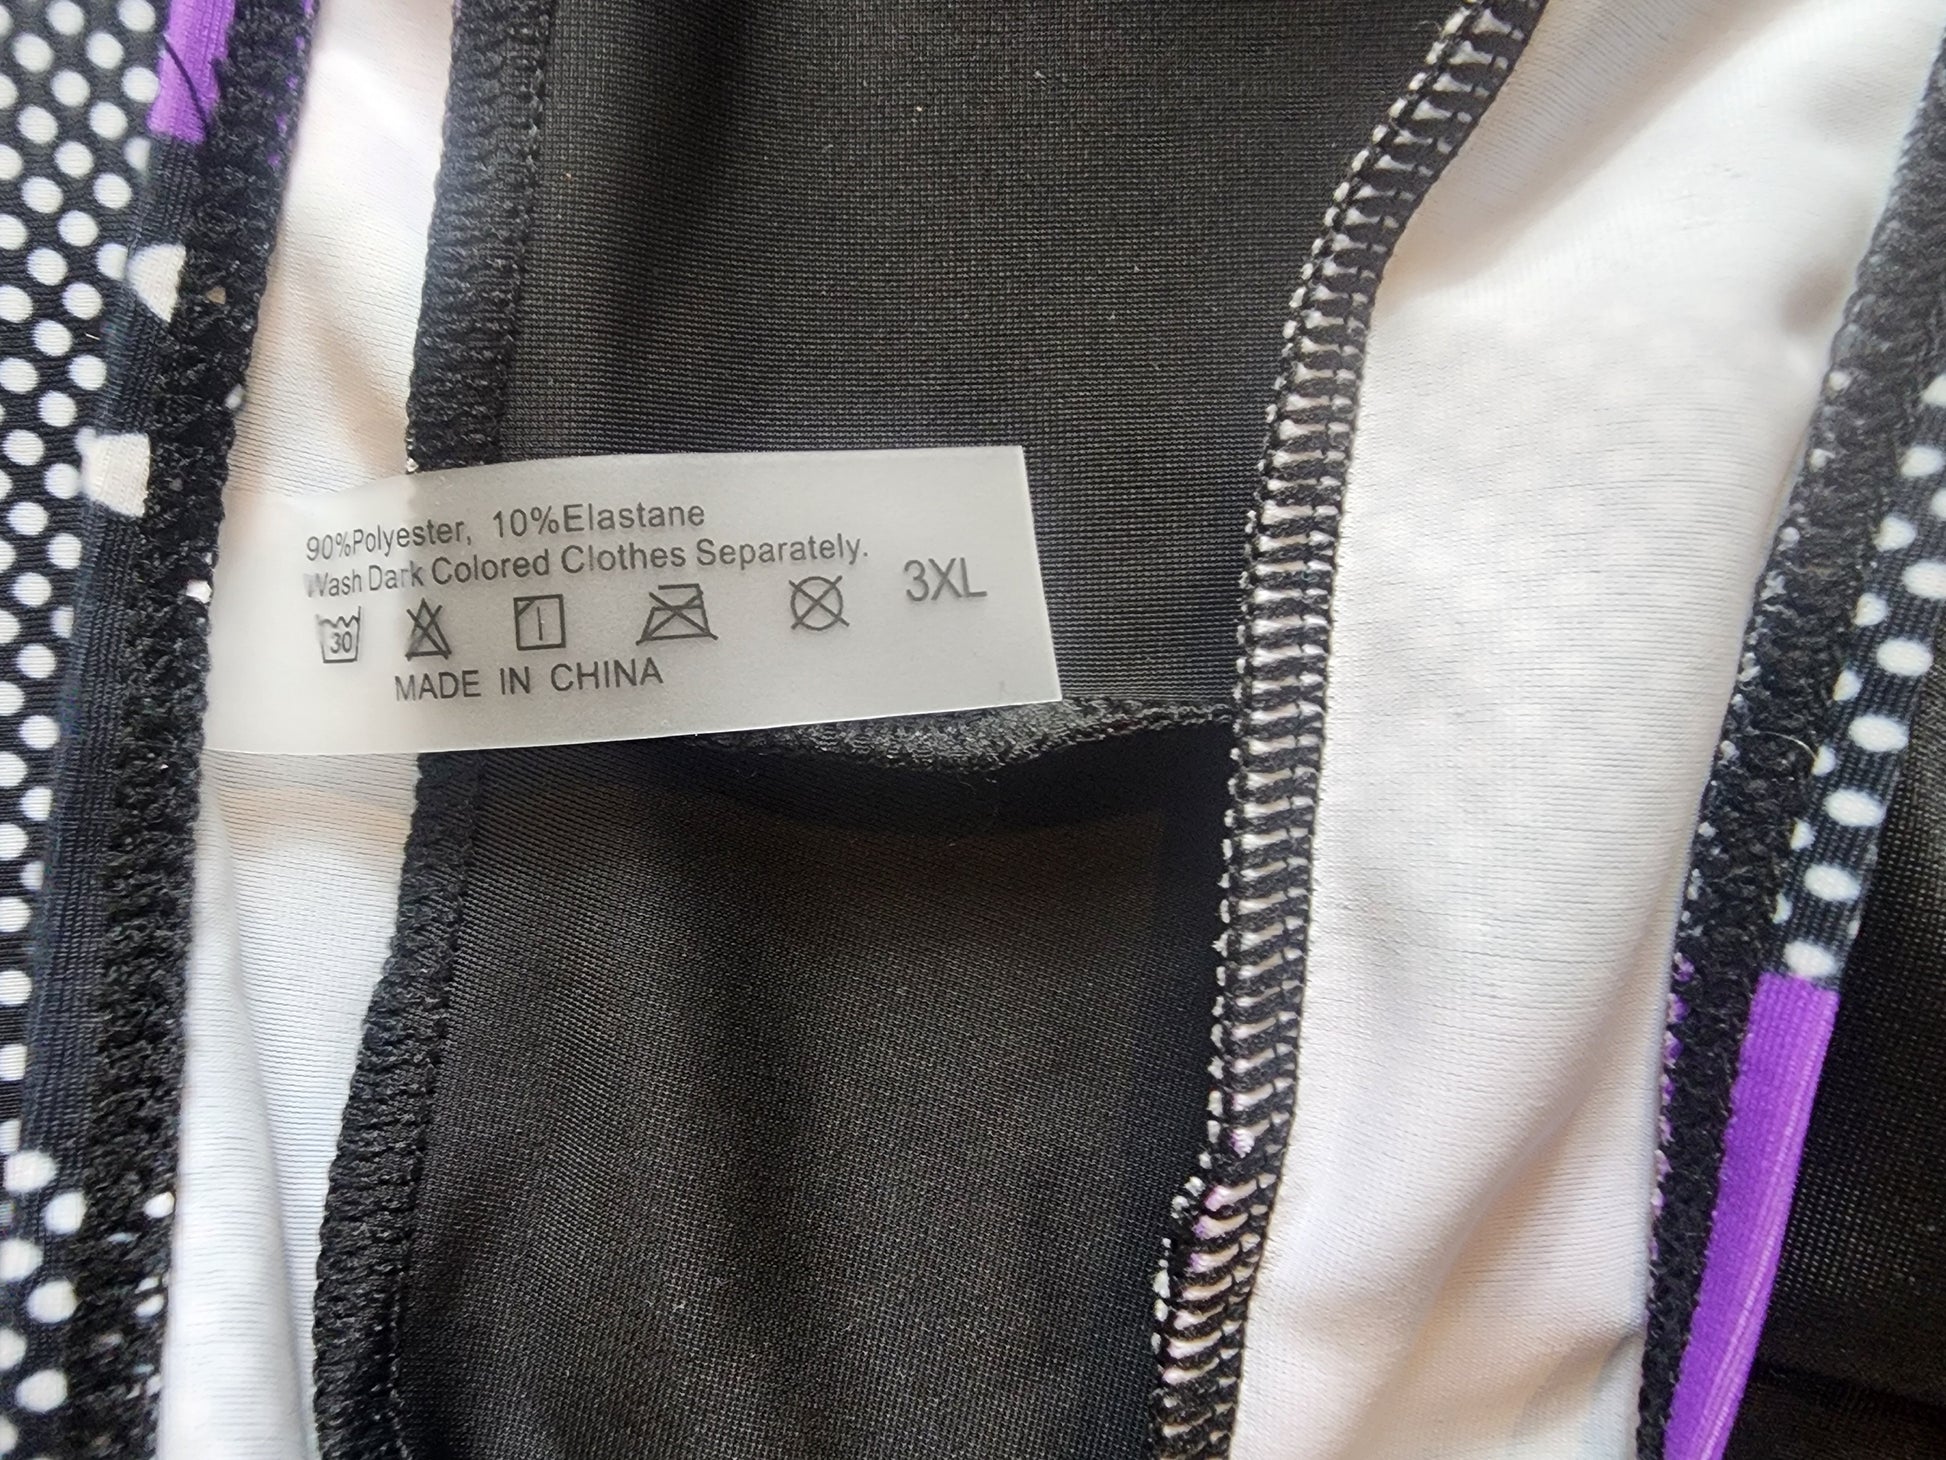 90%Polyester, 10%Elastane
Wash Dark Colored Clothes Separately.
30
3XL
MADE IN CHINA